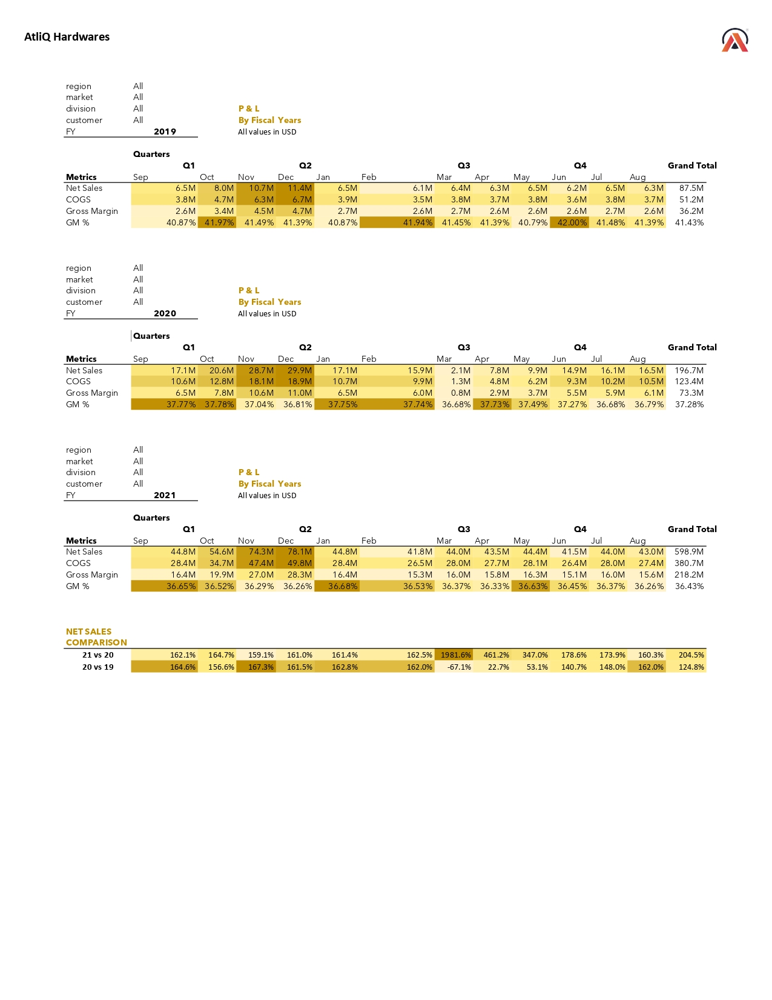 AtliQ Hardwares
region All
market All
division All P & L
customer All By Fiscal Years
FY 2019 All values in USD
Quarters
Q1 Q2 Q3 Q4 Grand Total
Metrics Sep Oct Nov Dec Jan Feb Mar Apr May Jun Jul Aug
Net Sales 6.5M 8.0M 10.7M 11.4M 6.5M 6.1M 6.4M 6.3M 6.5M 6.2M 6.5M 6.3M 87.5M
COGS 3.8M 4.7M 6.3M 6.7M 3.9M 3.5M 3.8M 3.7M 3.8M 3.6M 3.8M 3.7M 51.2M
Gross Margin 2.6M 3.4M 4.5M 4.7M 2.7M 2.6M 2.7M 2.6M 2.6M 2.6M 2.7M 2.6M 36.2M
GM % 40.87% 41.97% 41.49% 41.39% 40.87% 41.94% 41.45% 41.39% 40.79% 42.00% 41.48% 41.39% 41.43%
region All
market All
division All P & L
customer All By Fiscal Years
FY 2020 All values in USD
Quarters
Q1 Q2 Q3 Q4 Grand Total
Metrics Sep Oct Nov Dec Jan Feb Mar Apr May Jun Jul Aug
Net Sales 17.1M 20.6M 28.7M 29.9M 17.1M 15.9M 2.1M 7.8M 9.9M 14.9M 16.1M 16.5M 196.7M
COGS 10.6M 12.8M 18.1M 18.9M 10.7M 9.9M 1.3M 4.8M 6.2M 9.3M 10.2M 10.5M 123.4M
Gross Margin 6.5M 7.8M 10.6M 11.0M 6.5M 6.0M 0.8M 2.9M 3.7M 5.5M 5.9M 6.1M 73.3M
GM % 37.77% 37.78% 37.04% 36.81% 37.75% 37.74% 36.68% 37.73% 37.49% 37.27% 36.68% 36.79% 37.28%
region All
market All
division All P & L
customer All By Fiscal Years
FY 2021 All values in USD
Quarters
Q1 Q2 Q3 Q4 Grand Total
Metrics Sep Oct Nov Dec Jan Feb Mar Apr May Jun Jul Aug
Net Sales 44.8M 54.6M 74.3M 78.1M 44.8M 41.8M 44.0M 43.5M 44.4M 41.5M 44.0M 43.0M 598.9M
COGS 28.4M 34.7M 47.4M 49.8M 28.4M 26.5M 28.0M 27.7M 28.1M 26.4M 28.0M 27.4M 380.7M
Gross Margin 16.4M 19.9M 27.0M 28.3M 16.4M 15.3M 16.0M 15.8M 16.3M 15.1M 16.0M 15.6M 218.2M
GM % 36.65% 36.52% 36.29% 36.26% 36.68% 36.53% 36.37% 36.33% 36.63% 36.45% 36.37% 36.26% 36.43%
NET SALES
COMPARISON
21 vs 20 162.1% 164.7% 159.1% 161.0% 161.4% 162.5% 1981.6% 461.2% 347.0% 178.6% 173.9% 160.3% 204.5%
20 vs 19 164.6% 156.6% 167.3% 161.5% 162.8% 162.0% -67.1% 22.7% 53.1% 140.7% 148.0% 162.0% 124.8%